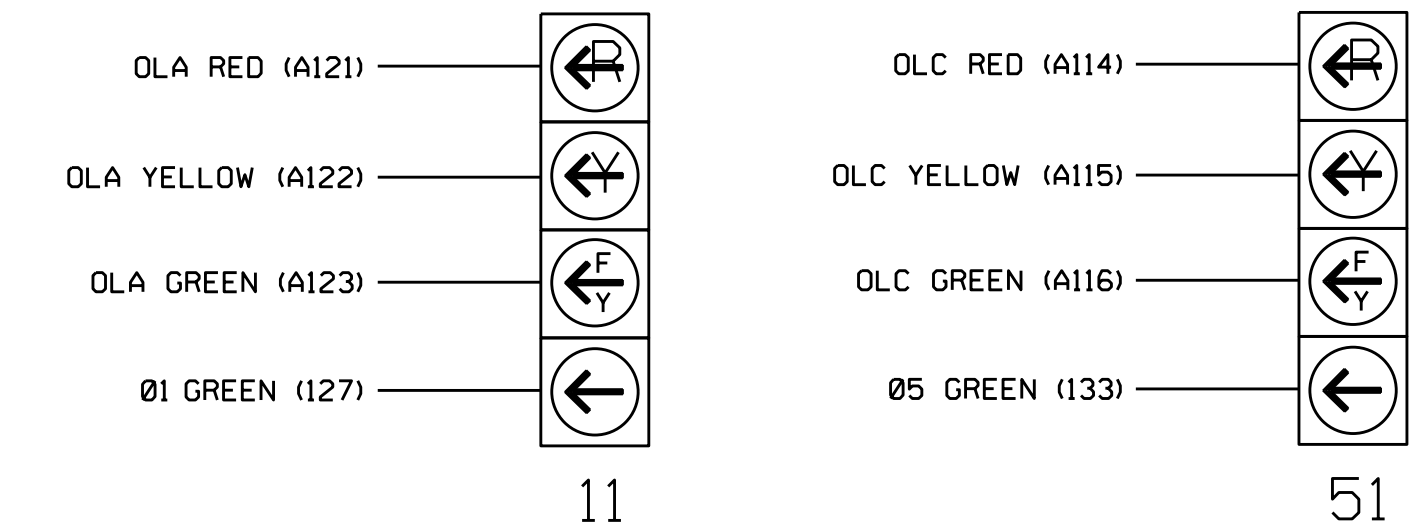 OLA RED (A121)
R
OLA YELLOW (A122)
Y
OLA GREEN (A123)
F
Y
Ø1 GREEN (127)
11
OLC RED (A114)
R
OLC YELLOW (A115)
Y
OLC GREEN (A116)
F
Y
Ø5 GREEN (133)
51